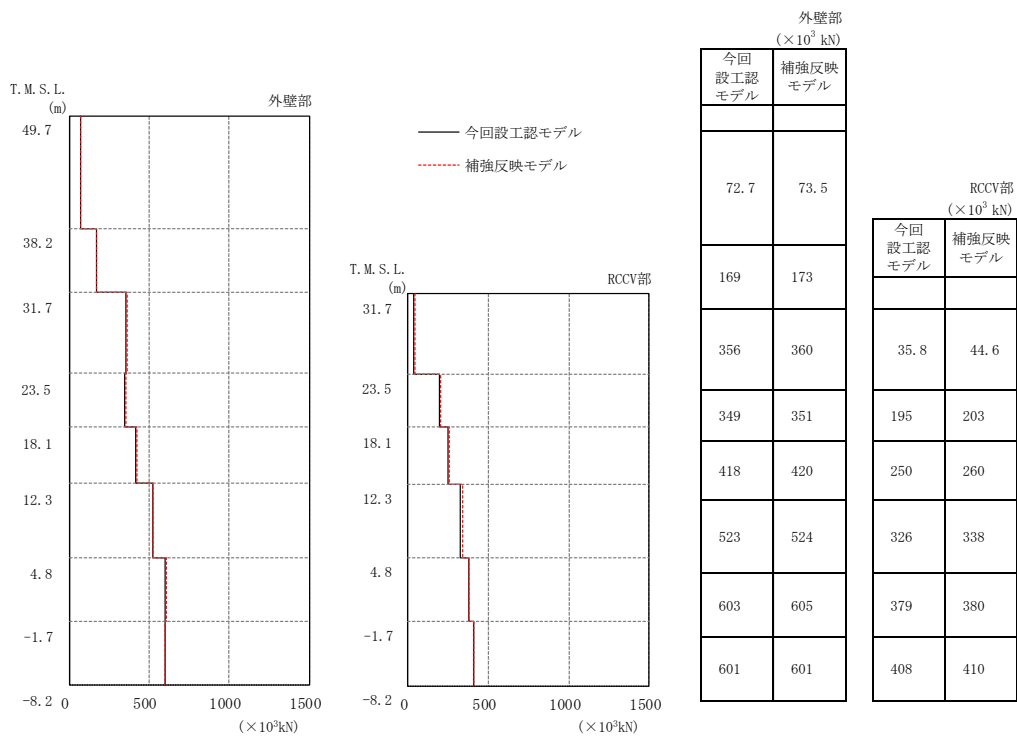 T.M.S.L.
(m)
外壁部
49.7
38.2
31.7
23.5
18.1
12.3
4.8
-1.7
-8.2
0 500 1000 1500
(×10³kN)
今回設工認モデル
補強反映モデル
T.M.S.L.
(m)
RCCV部
31.7
23.5
18.1
12.3
4.8
-1.7
-8.2
0 500 1000 1500
(×10³kN)
外壁部
(×10³ kN)
今回
設工認
モデル
補強反映
モデル
72.7 73.5
169 173
356 360
349 351
418 420
523 524
603 605
601 601
RCCV部
(×10³ kN)
今回
設工認
モデル
補強反映
モデル
35.8 44.6
195 203
250 260
326 338
379 380
408 410